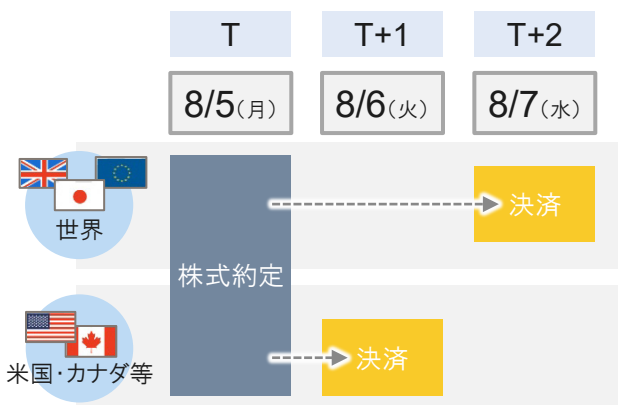 T
T+1
T+2
8/5(月)
8/6(火)
8/7(水)
世界
決済
株式約定
米国・カナダ等
決済